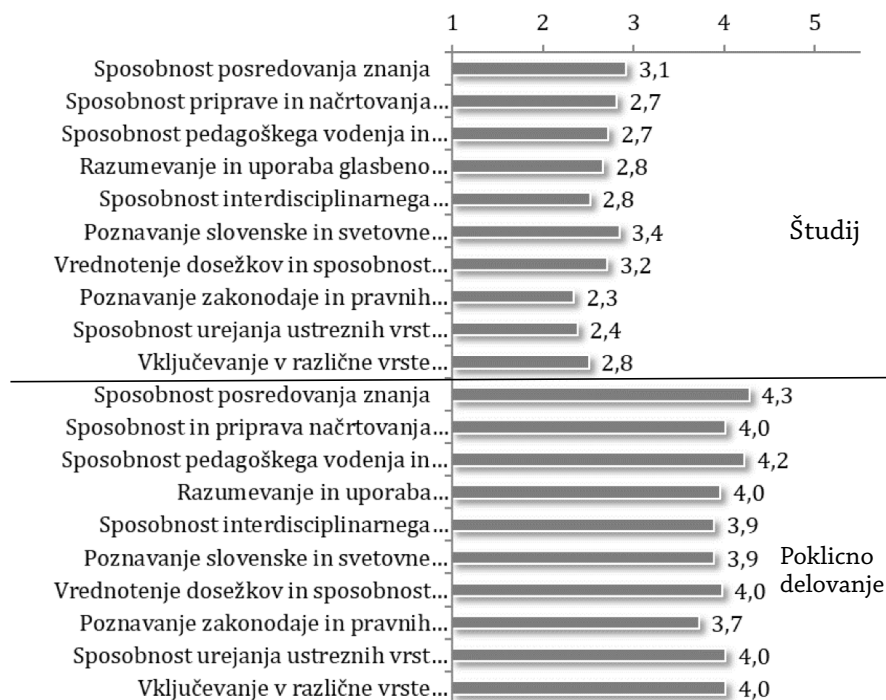 1 2 3 4 5
Sposobnost posredovanja znanja 3,1
Sposobnost priprave in načrtovanja... 2,7
Sposobnost pedagoškega vodenja in... 2,7
Razumevanje in uporaba glasbeno ... 2,8
Sposobnost interdisciplinarnega ... 2,8
Poznavanje slovenske in svetovne... 3,4
Študij
Vrednotenje dosežkov in sposobnost... 3,2
Poznavanje zakonodaje in pravnih... 2,3
Sposobnost urejanja ustreznih vrst... 2,4
Vključevanje v različne vrste... 2,8
Sposobnost posredovanja znanja 4,3
Sposobnost in priprava načrtovanja... 4,0
Sposobnost pedagoškega vodenja in... 4,2
Razumevanje in uporaba... 4,0
Sposobnost interdisciplinarnega ... 3,9
Poznavanje slovenske in svetovne... 3,9
Poklicno
delovanje
Vrednotenje dosežkov in sposobnost... 4,0
Poznavanje zakonodaje in pravnih... 3,7
Sposobnost urejanja ustreznih vrst... 4,0
Vključevanje v različne vrste... 4,0